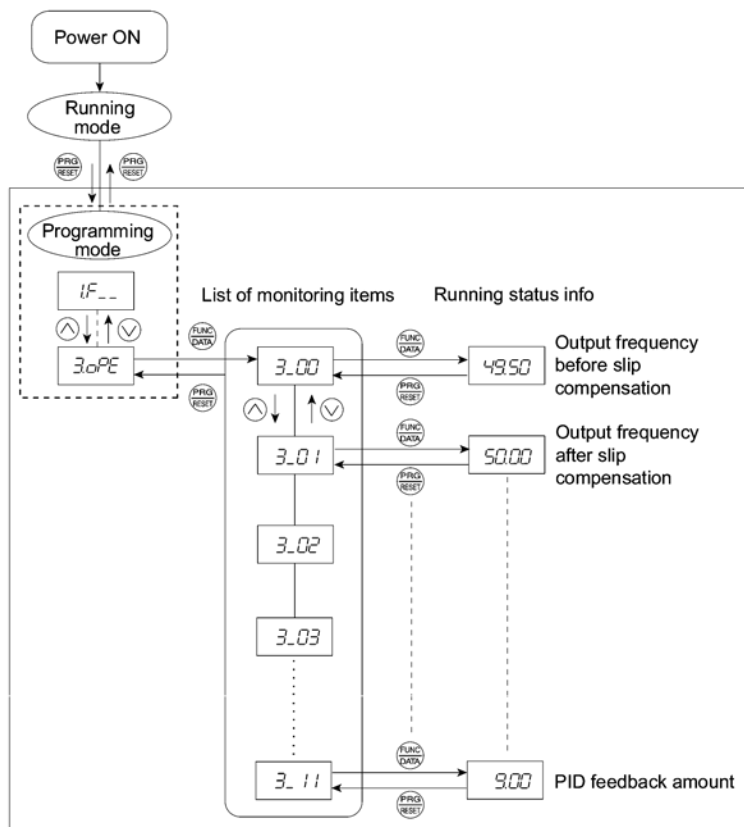 Power ON
Running
mode
PRG
RESET
PRG
RESET
Programming
mode
1.F_ _
3.oPE
List of monitoring items
Running status info
FUNC
DATA
PRG
RESET
3_00
FUNC
DATA
PRG
RESET
49.50
Output frequency
before slip
compensation
3_01
FUNC
DATA
PRG
RESET
50.00
Output frequency
after slip
compensation
3_02
3_03
3_11
FUNC
DATA
PRG
RESET
9.00
PID feedback amount